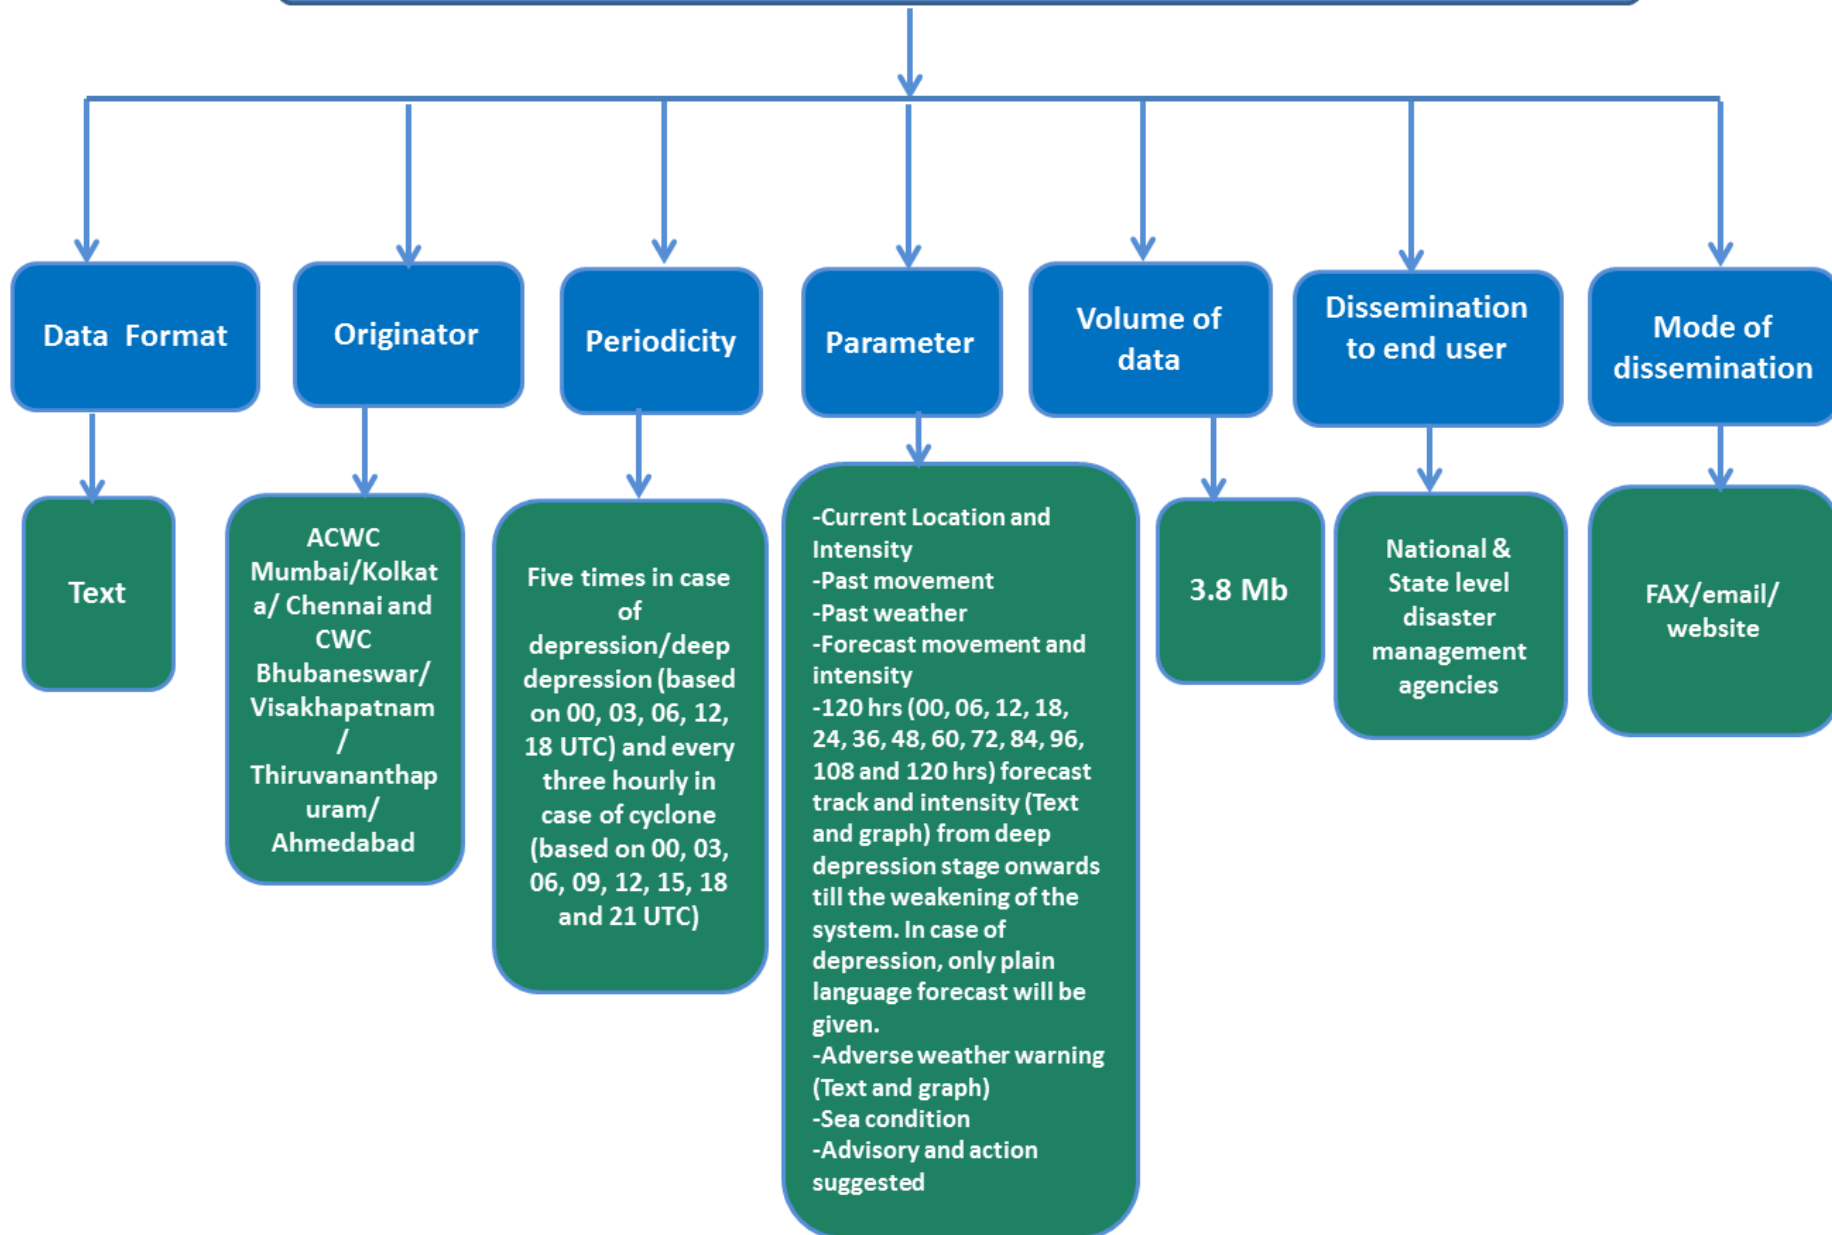 Data  Format
Originator
Periodicity
Parameter
Volume of
data
Dissemination
to end user
Mode of
dissemination
Text
ACWC
Mumbai/Kolkat
a/ Chennai and
CWC
Bhubaneswar/
Visakhapatnam
/
Thiruvananthap
uram/
Ahmedabad
Five times in case
of
depression/deep
depression (based
on 00, 03, 06, 12,
18 UTC) and every
three hourly in
case of cyclone
(based on 00, 03,
06, 09, 12, 15, 18
and 21 UTC)
-Current Location and
Intensity
-Past movement
-Past weather
-Forecast movement and
intensity
-120 hrs (00, 06, 12, 18,
24, 36, 48, 60, 72, 84, 96,
108 and 120 hrs) forecast
track and intensity (Text
and graph) from deep
depression stage onwards
till the weakening of the
system. In case of
depression, only plain
language forecast will be
given.
-Adverse weather warning
(Text and graph)
-Sea condition
-Advisory and action
suggested
3.8 Mb
National &
State level
disaster
management
agencies
FAX/email/
website